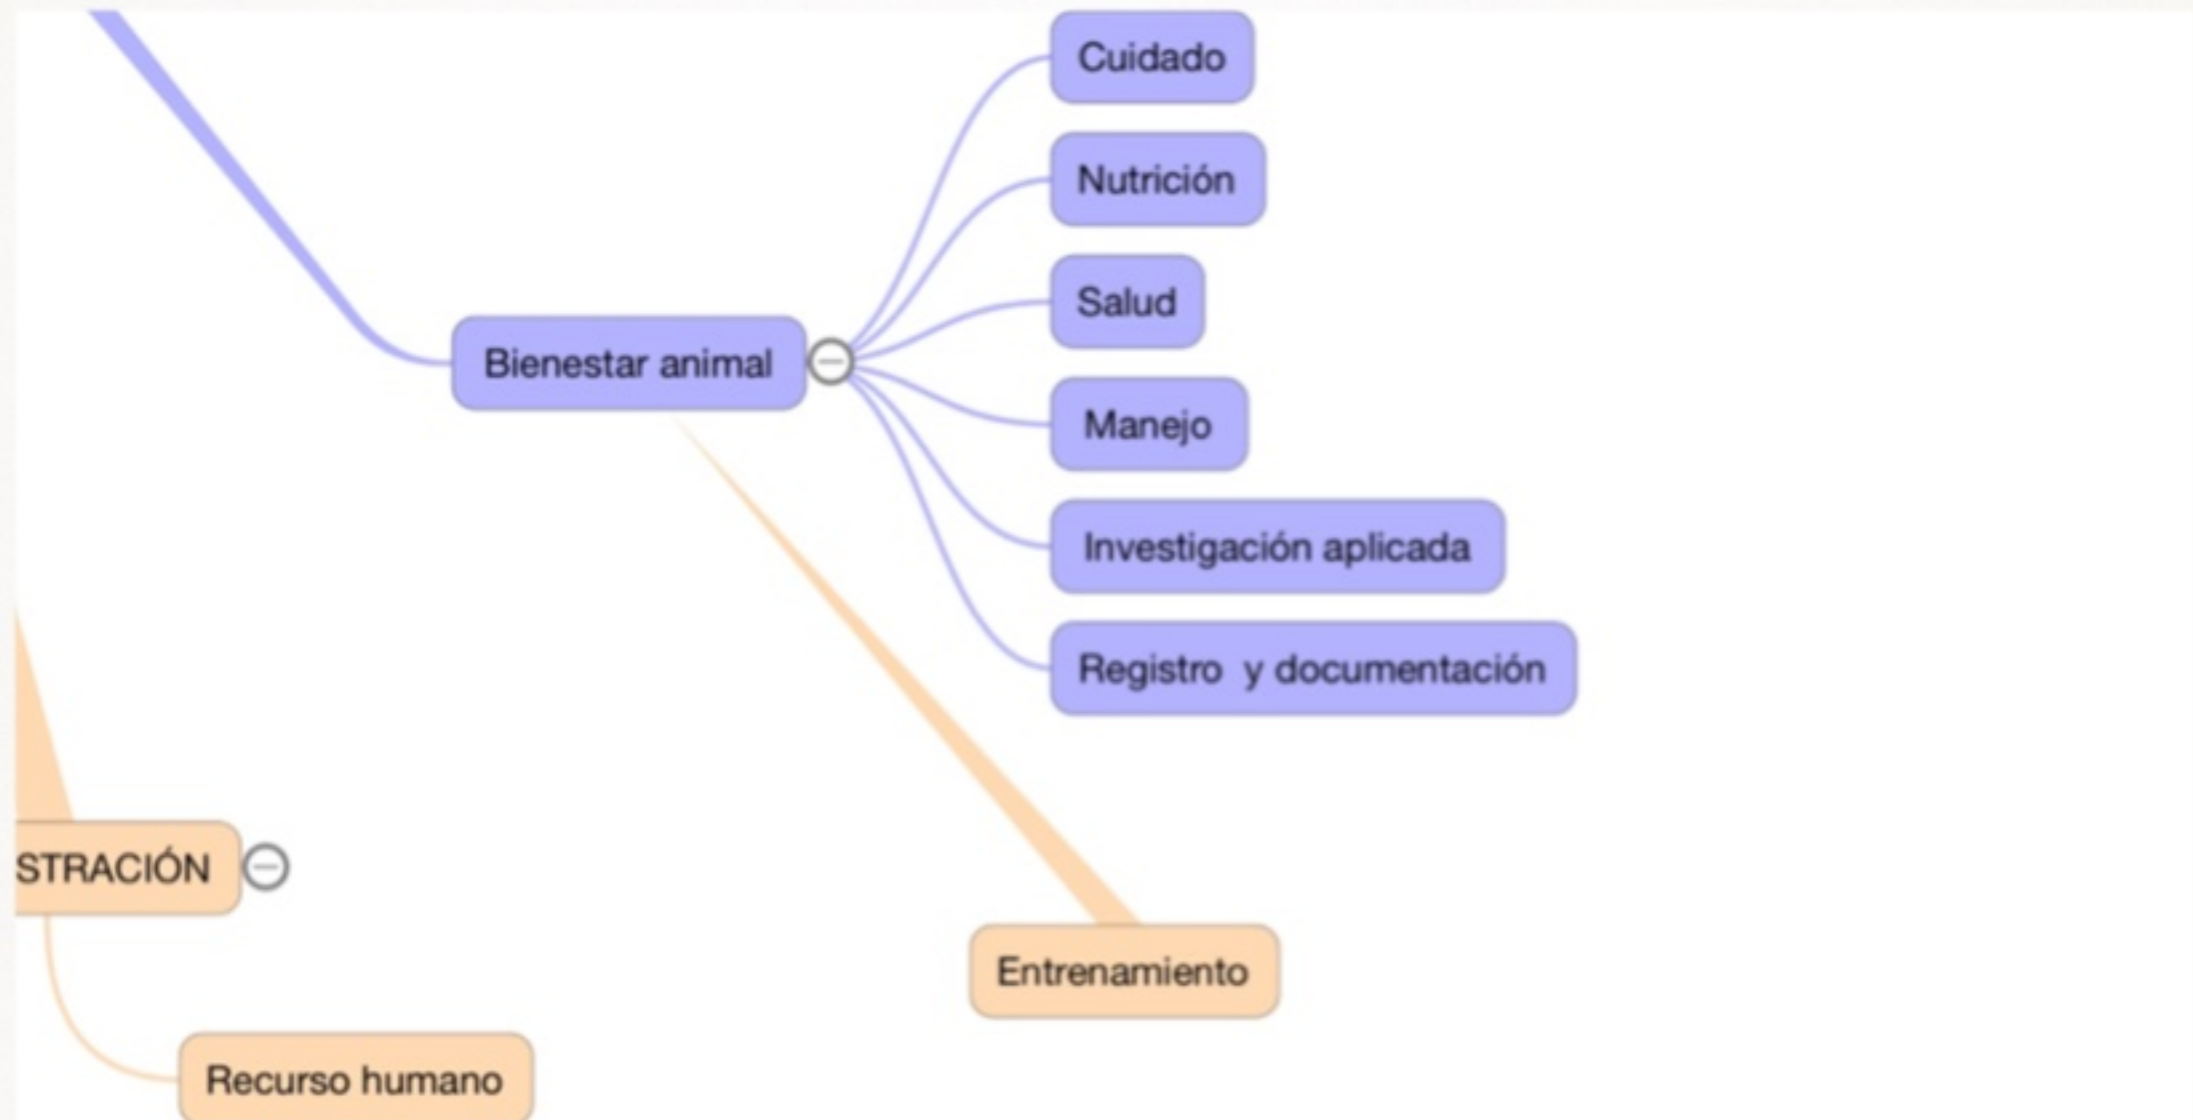 Cuidado
Nutrición
Salud
Bienestar animal
Manejo
Investigación aplicada
Registro y documentación
STRACIÓN
Entrenamiento
Recurso humano